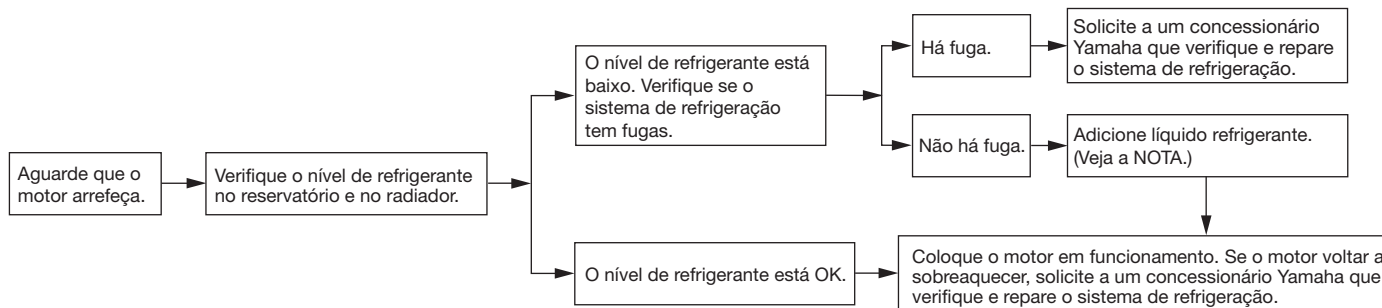 Aguarde que o
motor arrefeça.
Verifique o nível de refrigerante
no reservatório e no radiador.
O nível de refrigerante está
baixo. Verifique se o
sistema de refrigeração
tem fugas.
Há fuga.
Solicite a um concessionário
Yamaha que verifique e repare
o sistema de refrigeração.
Não há fuga.
Adicione líquido refrigerante.
(Veja a NOTA.)
O nível de refrigerante está OK.
Coloque o motor em funcionamento. Se o motor voltar a
sobreaquecer, solicite a um concessionário Yamaha que
verifique e repare o sistema de refrigeração.